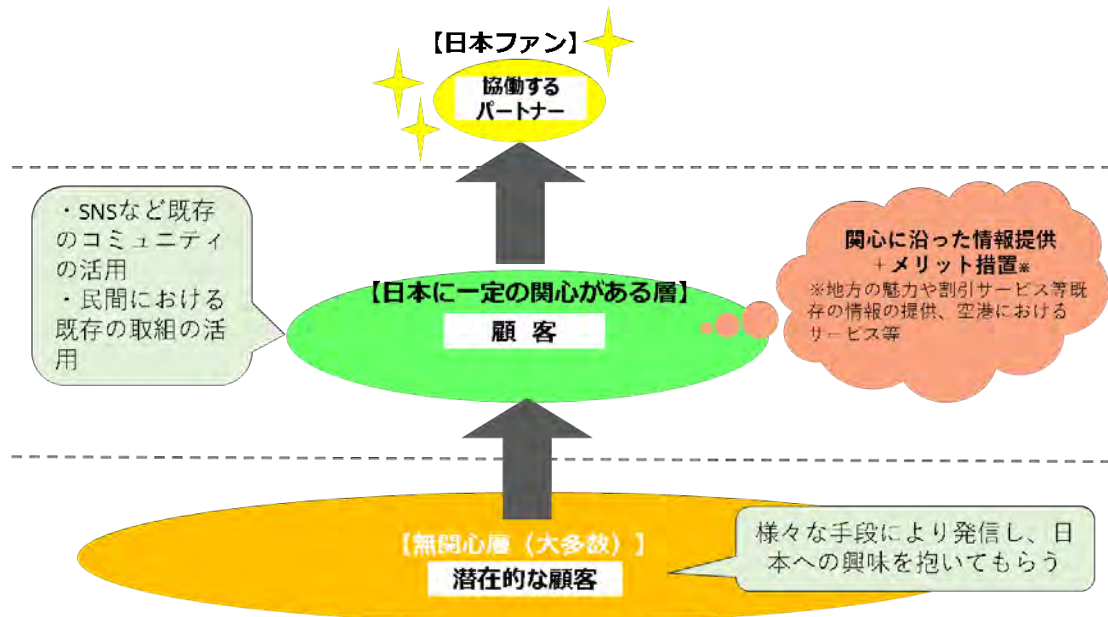 【日本ファン】
協働する
パートナー
・SNSなど既存
のコミュニティ
の活用
・民間における
既存の取組の活
用
【日本に一定の関心がある層】
顧 客
関心に沿った情報提供
+メリット措置※
※地方の魅力や割引サービス等既
存の情報の提供、空港における
サービス等
【無関心層（大多数）】
潜在的な顧客
様々な手段により発信し、日
本への興味を抱いてもらう